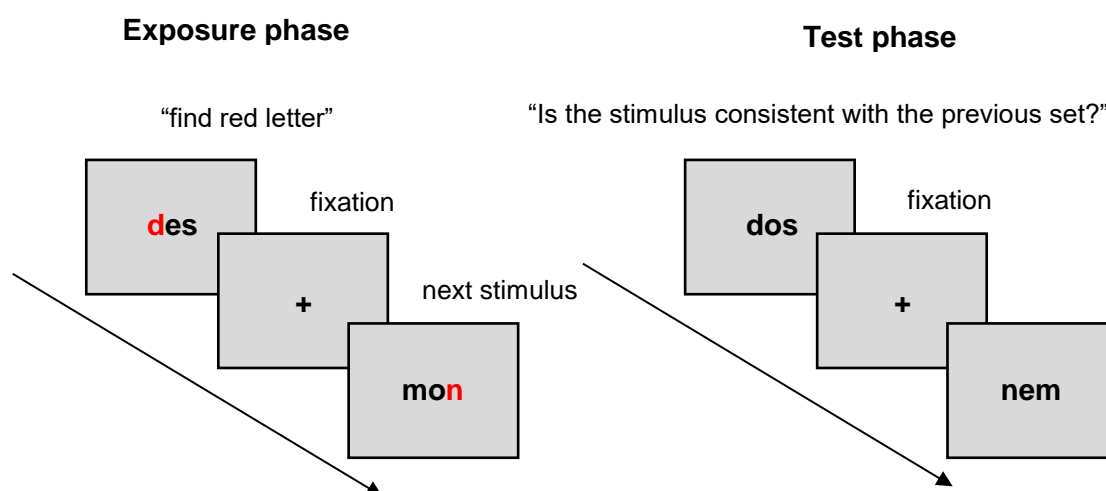 Exposure phase
“find red letter”
des
fixation
+
next stimulus
mon
Test phase
“Is the stimulus consistent with the previous set?”
dos
fixation
+
nem